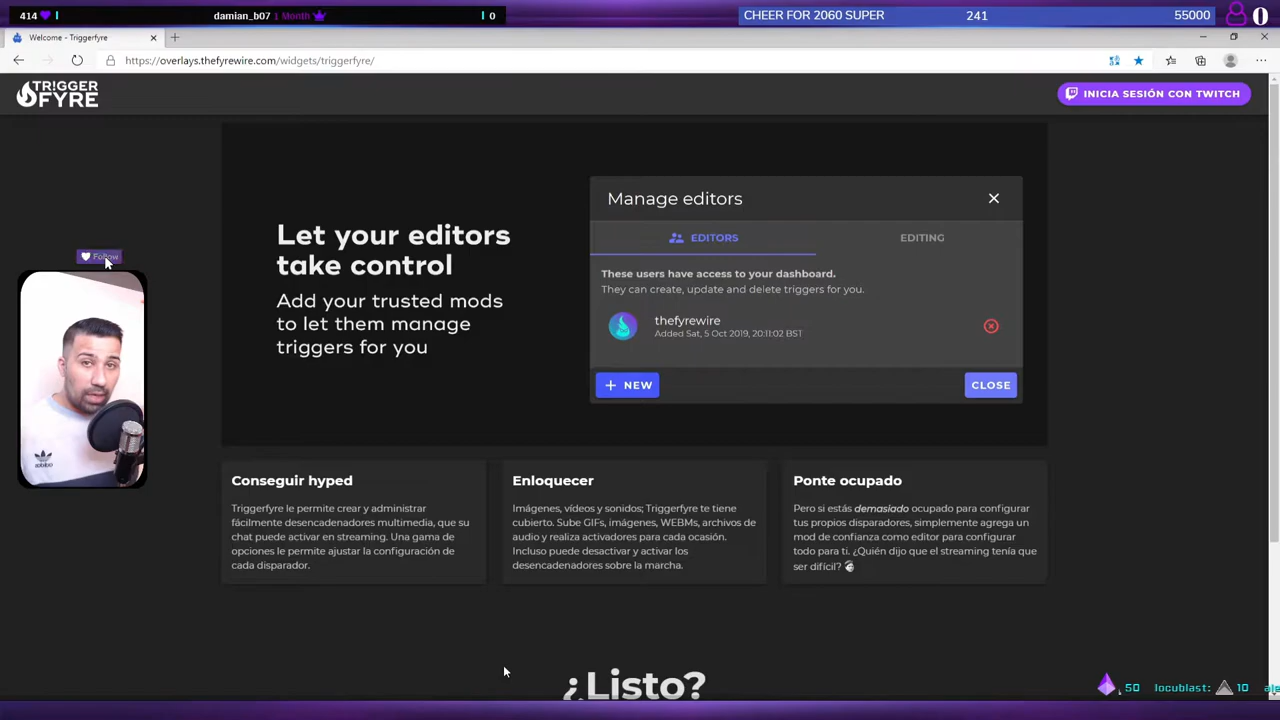 414
damian_b07 1 Month
0
CHEER FOR 2060 SUPER 241 55000
0
Welcome - Triggerfyre
https://overlays.thefyrewire.com/widgets/triggerfyre/
TRIGGER
FYRE
INICIA SESIÓN CON TWITCH
Let your editors
take control
Add your trusted mods
to let them manage
triggers for you
Manage editors
EDITORS
EDITING
These users have access to your dashboard.
They can create, update and delete triggers for you.
thefyrewire
Added Sat, 5 Oct 2019, 20:11:02 BST
+ NEW
CLOSE
Follow
adidas
Conseguir hyped
Triggerfyre le permite crear y administrar
fácilmente desencadenadores multimedia, que su
chat puede activar en streaming. Una gama de
opciones le permite ajustar la configuración de
cada disparador.
Enloquecer
Imágenes, vídeos y sonidos; Triggerfyre te tiene
cubierto. Sube GIFs, imágenes, WEBMs, archivos de
audio y realiza activadores para cada ocasión.
Incluso puede desactivar y activar los
desencadenadores sobre la marcha.
Ponte ocupado
Pero si estás demasiado ocupado para configurar
tus propios disparadores, simplemente agrega un
mod de confianza como editor para configurar
todo para ti. ¿Quién dijo que el streaming tenía que
ser difícil?
¿Listo?
50 locublast: 10